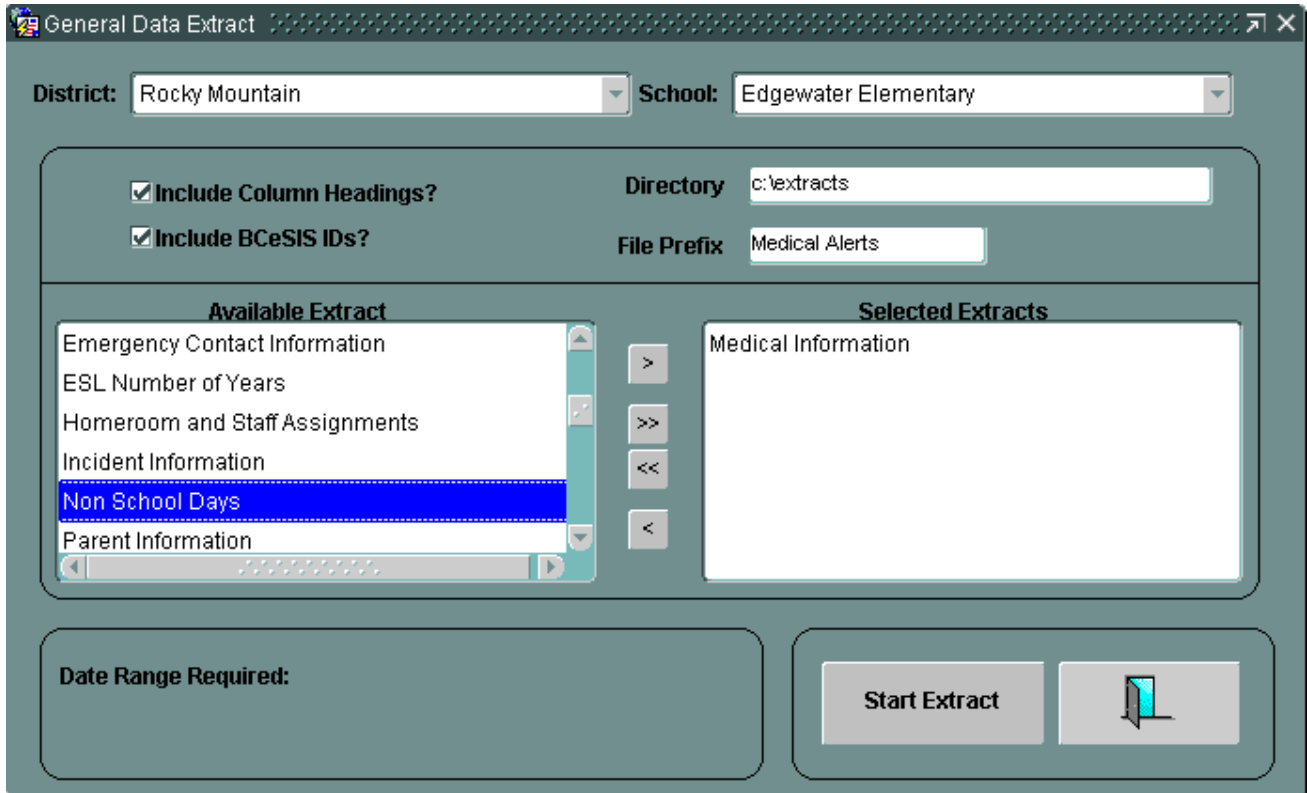 General Data Extract
District: Rocky Mountain School: Edgewater Elementary
Include Column Headings? Directory c:\extracts
Include BCeSIS IDs? File Prefix Medical Alerts
Available Extract Selected Extracts
Emergency Contact Information Medical Information
ESL Number of Years >
Homeroom and Staff Assignments >>
Incident Information <<
Non School Days <
Parent Information
Date Range Required: Start Extract